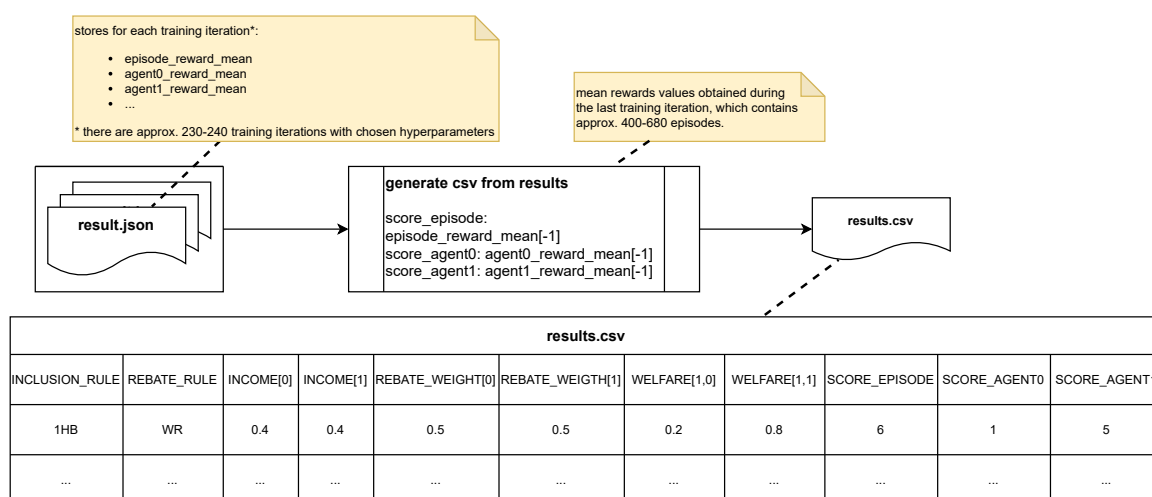 stores for each training iteration*:
• episode_reward_mean
• agent0_reward_mean
• agent1_reward_mean
• ...
* there are approx. 230-240 training iterations with chosen hyperparameters
mean rewards values obtained during
the last training iteration, which contains
approx. 400-680 episodes.
result.json
generate csv from results
score_episode:
episode_reward_mean[-1]
score_agent0: agent0_reward_mean[-1]
score_agent1: agent1_reward_mean[-1]
results.csv
results.csv
INCLUSION_RULE REBATE_RULE INCOME[0] INCOME[1] REBATE_WEIGHT[0] REBATE_WEIGTH[1] WELFARE[1,0] WELFARE[1,1] SCORE_EPISODE SCORE_AGENT0 SCORE_AGENT1
1HB WR 0.4 0.4 0.5 0.5 0.2 0.8 6 1 5
... ... ... ... ... ... ... ... ... ... ...